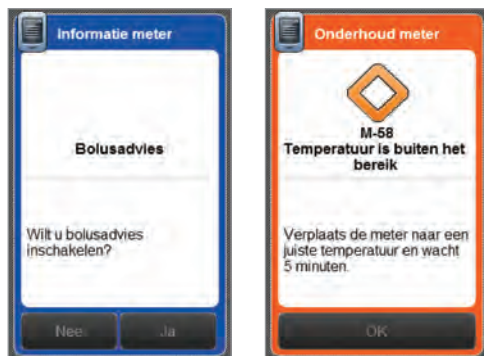 Informatie meter
Bolusadvies
Wilt u bolusadvies
inschakelen?
Nee
Ja
Onderhoud meter
M-58
Temperatuur is buiten het
bereik
Verplaats de meter naar een
juiste temperatuur en wacht
5 minuten.
OK